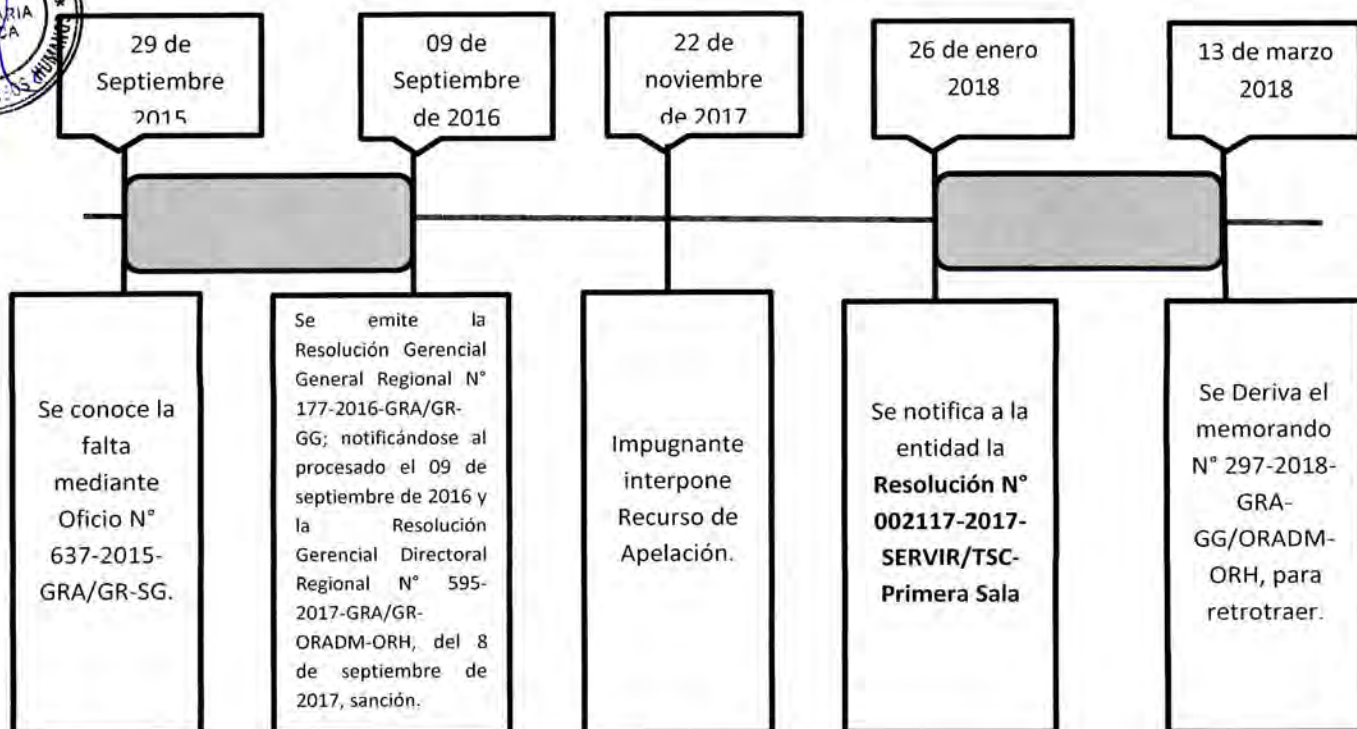 29 de
Septiembre
2015
09 de
Septiembre
de 2016
22 de
noviembre
de 2017
26 de enero
2018
13 de marzo
2018
Se conoce la
falta
mediante
Oficio N°
637-2015-
GRA/GR-SG.
Se emite la
Resolución Gerencial
General Regional N°
177-2016-GRA/GR-
GG; notificándose al
procesado el 09 de
septiembre de 2016 y
la Resolución
Gerencial Directoral
Regional N° 595-
2017-GRA/GR-
ORADM-ORH, del 8
de septiembre de
2017, sánción.
Impugnante
interpone
Recurso de
Apelación.
Se notifica a la
entidad la
Resolución N°
002117-2017-
SERVIR/TSC-
Primera Sala
Se Deriva el
memorando
N° 297-2018-
GRA-
GG/ORADM-
ORH, para
retrotraer.